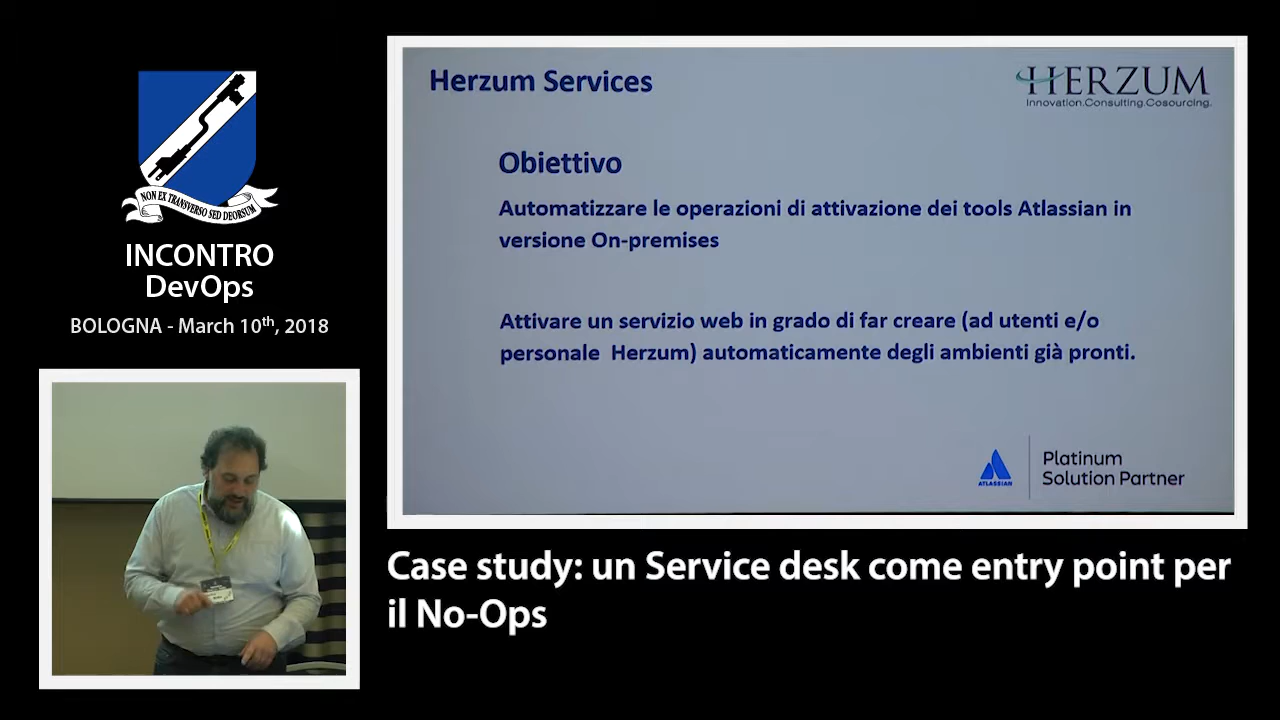 NON EX TRANSVERSO SED DEORSUM
INCONTRO
DevOps
BOLOGNA - March 10th, 2018
Herzum Services
HERZUM
Innovation.Consulting.Cosourcing.
Obiettivo
Automatizzare le operazioni di attivazione dei tools Atlassian in
versione On-premises
Attivare un servizio web in grado di far creare (ad utenti e/o
personale Herzum) automaticamente degli ambienti già pronti.
ATLASSIAN
Platinum
Solution Partner
Case study: un Service desk come entry point per
il No-Ops